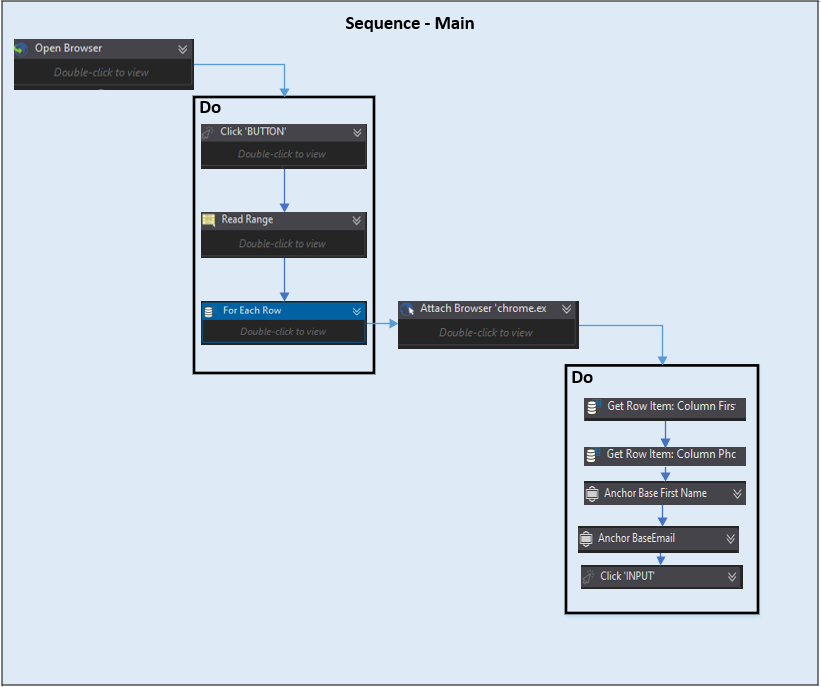 Sequence - Main
Open Browser
Double-click to view
Do
Click 'BUTTON'
Double-click to view
Read Range
Double-click to view
For Each Row
Double-click to view
Attach Browser 'chrome.ex
Double-click to view
Do
Get Row Item: Column Firs
Get Row Item: Column Phc
Anchor Base First Name
Anchor BaseEmail
Click 'INPUT'